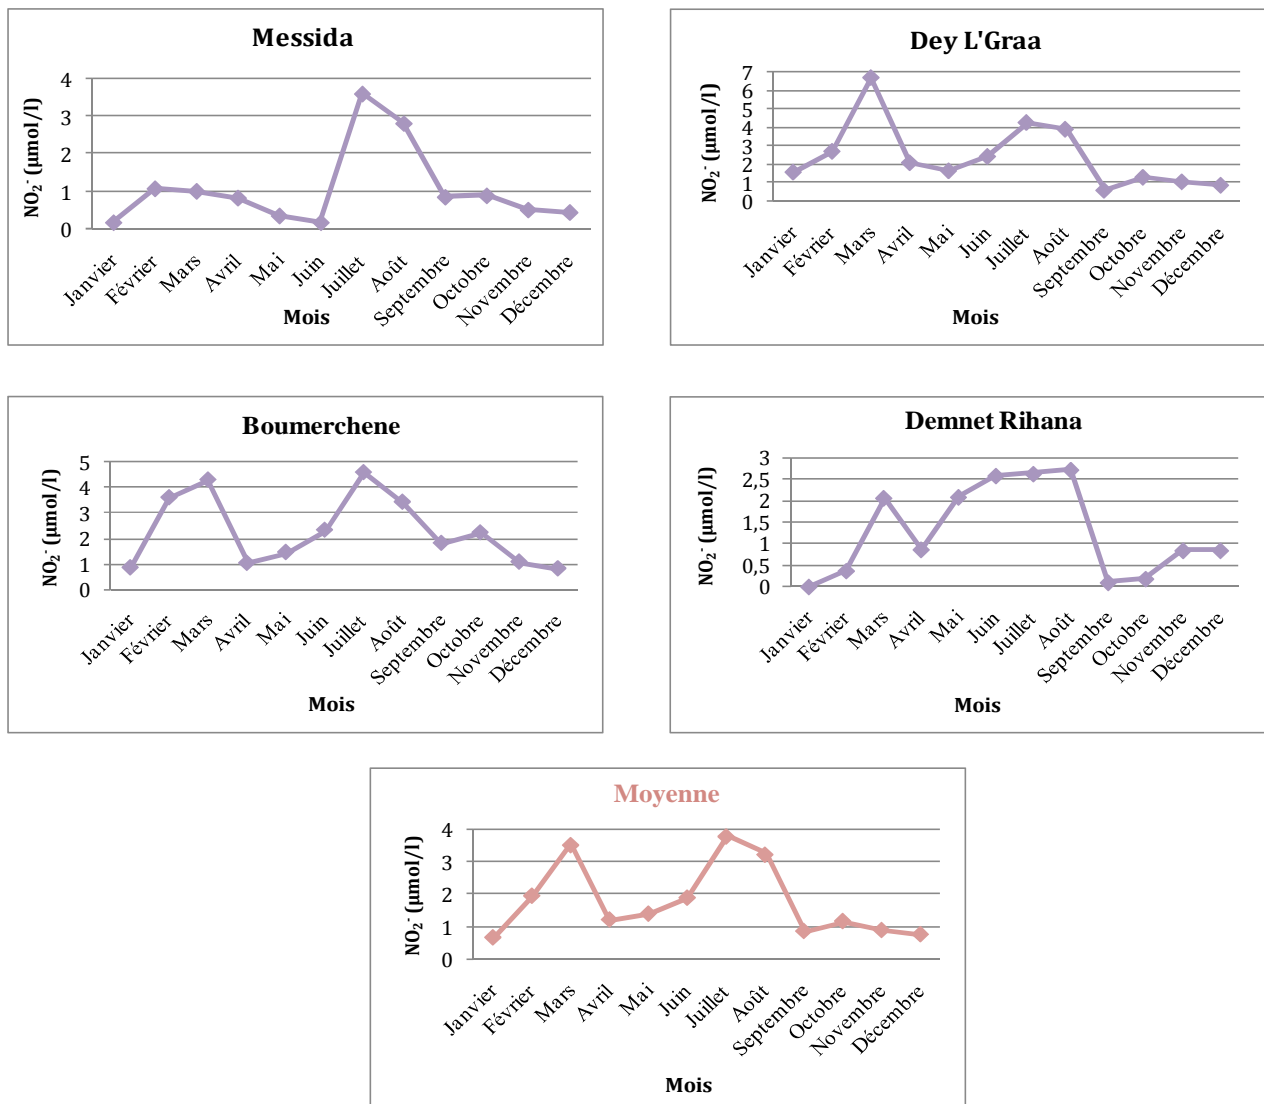 Messida
NO₂⁻ (µmol/l)
4
3
2
1
0
Janvier
Février
Mars
Avril
Mai
Juin
Juillet
Août
Septembre
Octobre
Novembre
Décembre
Mois
Dey L'Graa
NO₂⁻ (µmol/l)
7
6
5
4
3
2
1
0
Janvier
Février
Mars
Avril
Mai
Juin
Juillet
Août
Septembre
Octobre
Novembre
Décembre
Mois
Boumerchene
NO₂⁻ (µmol/l)
5
4
3
2
1
0
Janvier
Février
Mars
Avril
Mai
Juin
Juillet
Août
Septembre
Octobre
Novembre
Décembre
Mois
Demnet Rihana
NO₂⁻ (µmol/l)
3
2,5
2
1,5
1
0,5
0
Janvier
Février
Mars
Avril
Mai
Juin
Juillet
Août
Septembre
Octobre
Novembre
Décembre
Mois
Moyenne
NO₂⁻ (µmol/l)
4
3
2
1
0
Janvier
Février
Mars
Avril
Mai
Juin
Juillet
Août
Septembre
Octobre
Novembre
Décembre
Mois